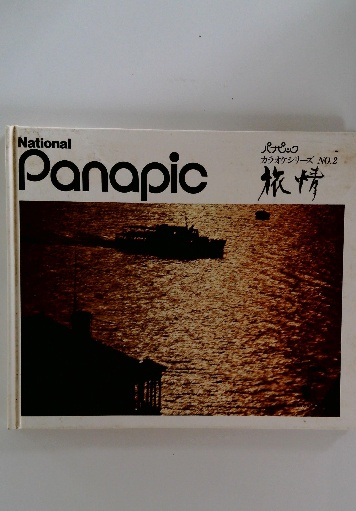 National
Panapic
パナピック
カラオケシリーズ NO.2
旅情